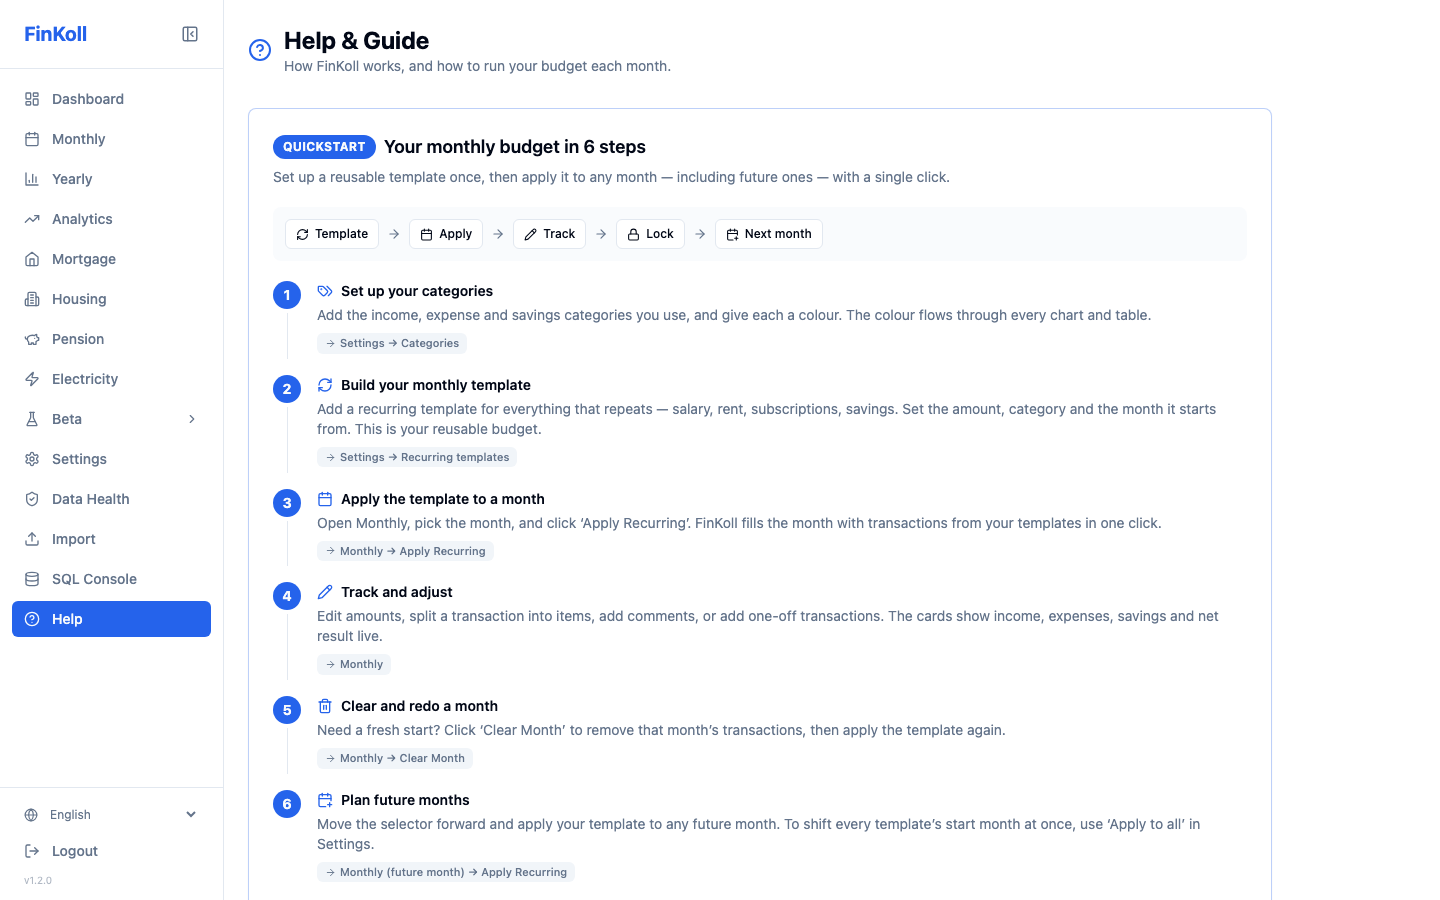 FinKoll
Dashboard
Monthly
Yearly
Analytics
Mortgage
Housing
Pension
Electricity
Beta
Settings
Data Health
Import
SQL Console
Help
English
Logout
v1.2.0
Help & Guide
How FinKoll works, and how to run your budget each month.
QUICKSTART Your monthly budget in 6 steps
Set up a reusable template once, then apply it to any month — including future ones — with a single click.
Template → Apply → Track → Lock → Next month
1 Set up your categories
Add the income, expense and savings categories you use, and give each a colour. The colour flows through every chart and table.
→ Settings → Categories
2 Build your monthly template
Add a recurring template for everything that repeats — salary, rent, subscriptions, savings. Set the amount, category and the month it starts
from. This is your reusable budget.
→ Settings → Recurring templates
3 Apply the template to a month
Open Monthly, pick the month, and click ‘Apply Recurring’. FinKoll fills the month with transactions from your templates in one click.
→ Monthly → Apply Recurring
4 Track and adjust
Edit amounts, split a transaction into items, add comments, or add one-off transactions. The cards show income, expenses, savings and net
result live.
→ Monthly
5 Clear and redo a month
Need a fresh start? Click ‘Clear Month’ to remove that month’s transactions, then apply the template again.
→ Monthly → Clear Month
6 Plan future months
Move the selector forward and apply your template to any future month. To shift every template’s start month at once, use ‘Apply to all’ in
Settings.
→ Monthly (future month) → Apply Recurring